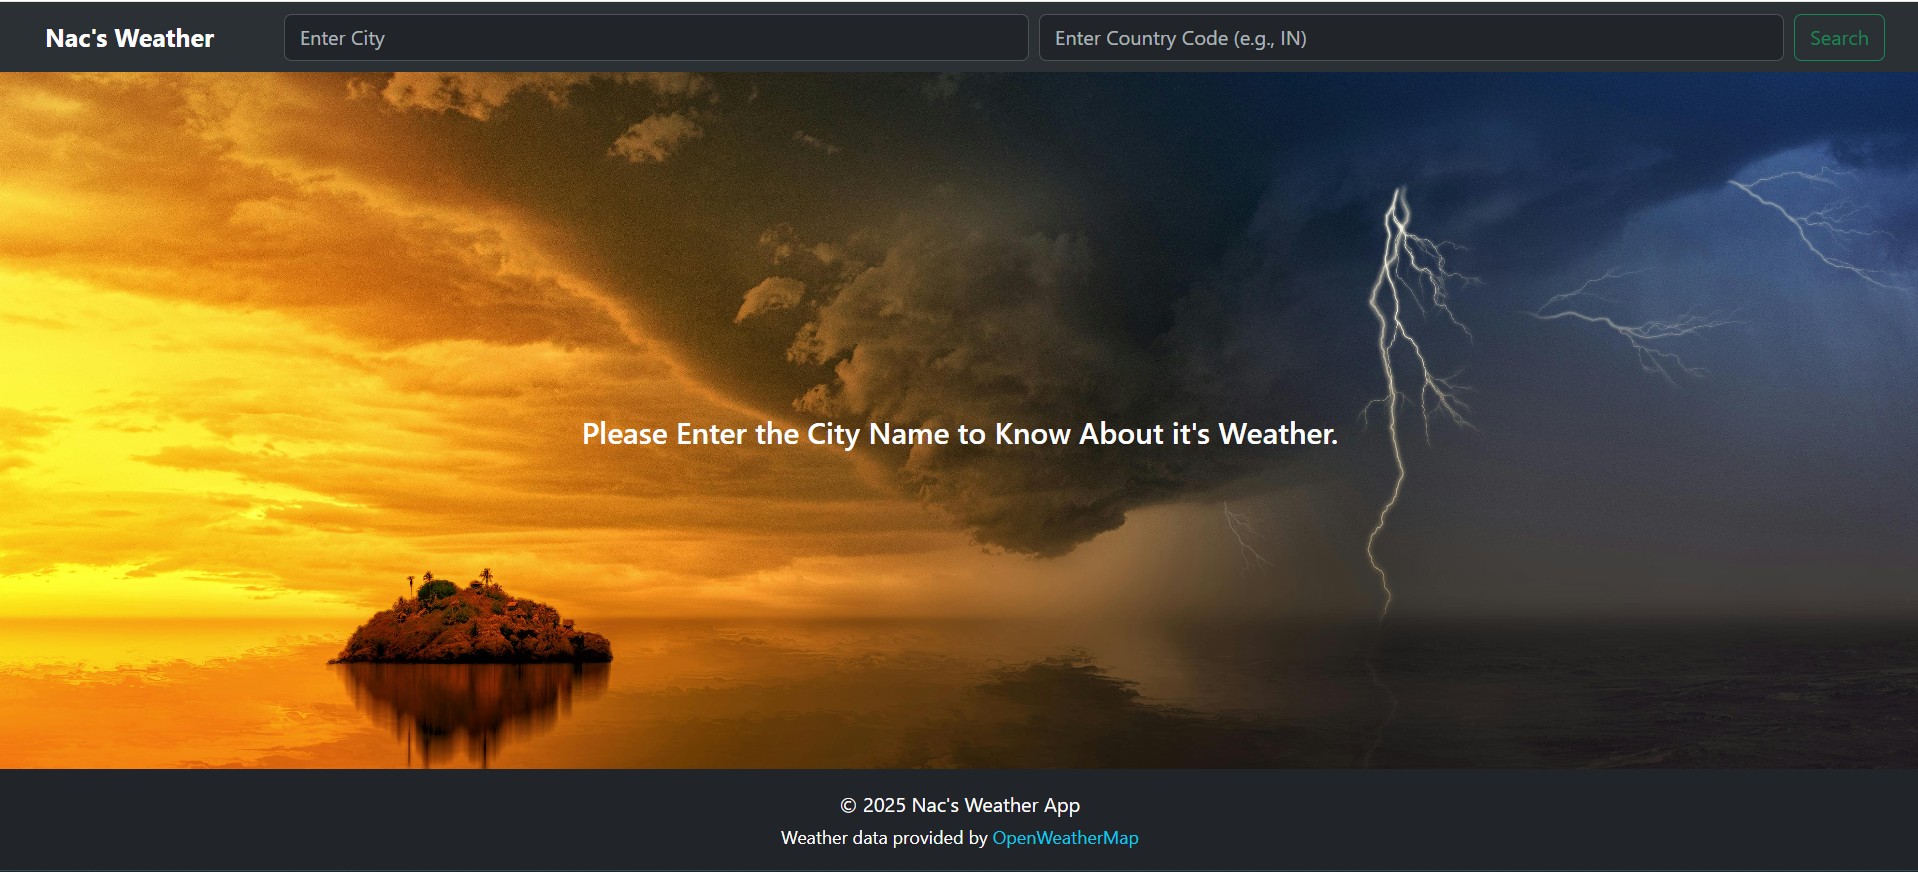 Nac's Weather
Enter City
Enter Country Code (e.g., IN)
Search
Please Enter the City Name to Know About it's Weather.
© 2025 Nac's Weather App
Weather data provided by OpenWeatherMap